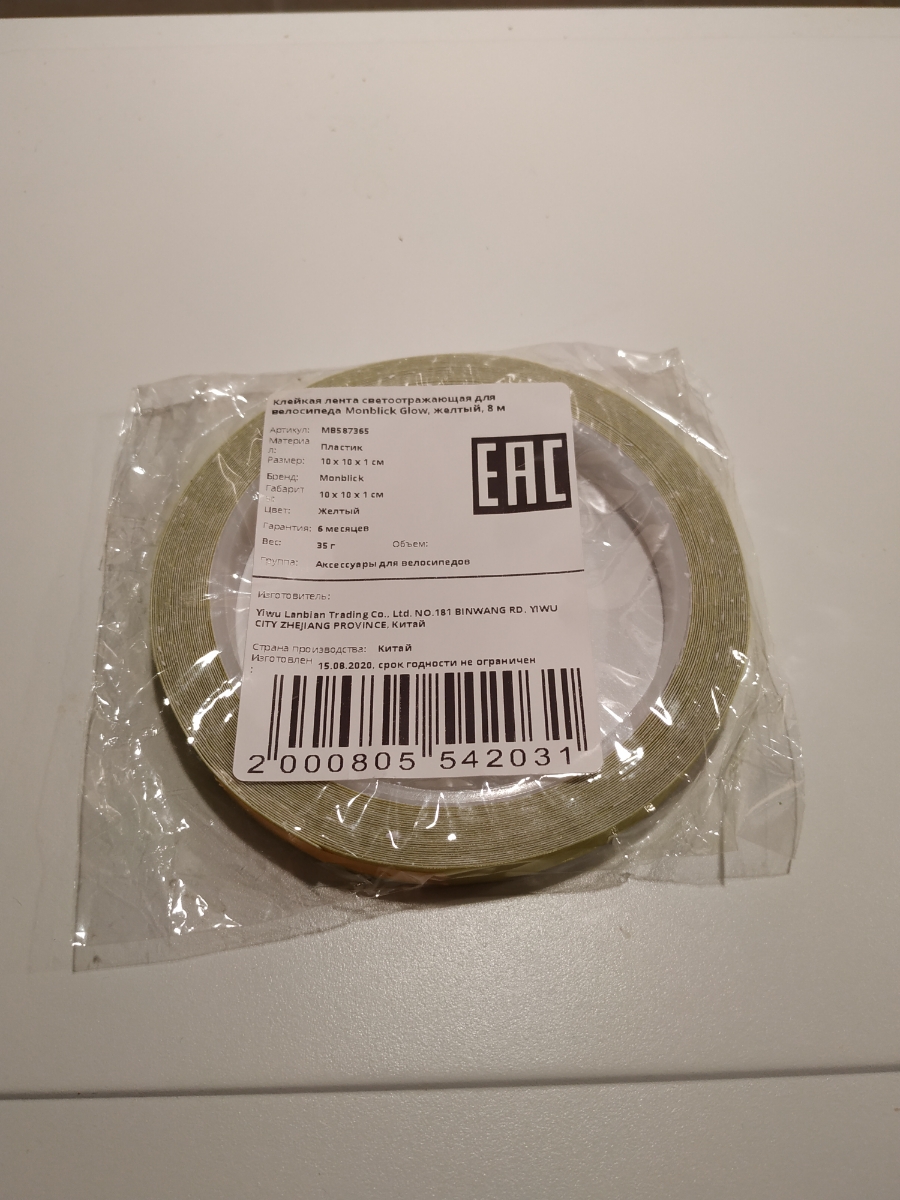 Клейкая лента светоотражающая для
велосипеда Monblick Glow, желтый, 8 м
Артикул: MB587365
Материа
л: Пластик
Размер: 10 x 10 x 1 см
Бренд: Monblick
Габарит
ы: 10 x 10 x 1 см
Цвет: Желтый
Гарантия: 6 месяцев
Вес: 35 г Объем:
Группа: Аксессуары для велосипедов
EAC
Изготовитель:
Yiwu Lanbian Trading Co., Ltd. NO.181 BINWANG RD. YIWU
CITY ZHEJIANG PROVINCE, Китай
Страна производства: Китай
Изготовлен
: 15.08.2020, срок годности не ограничен
2 000805 542031